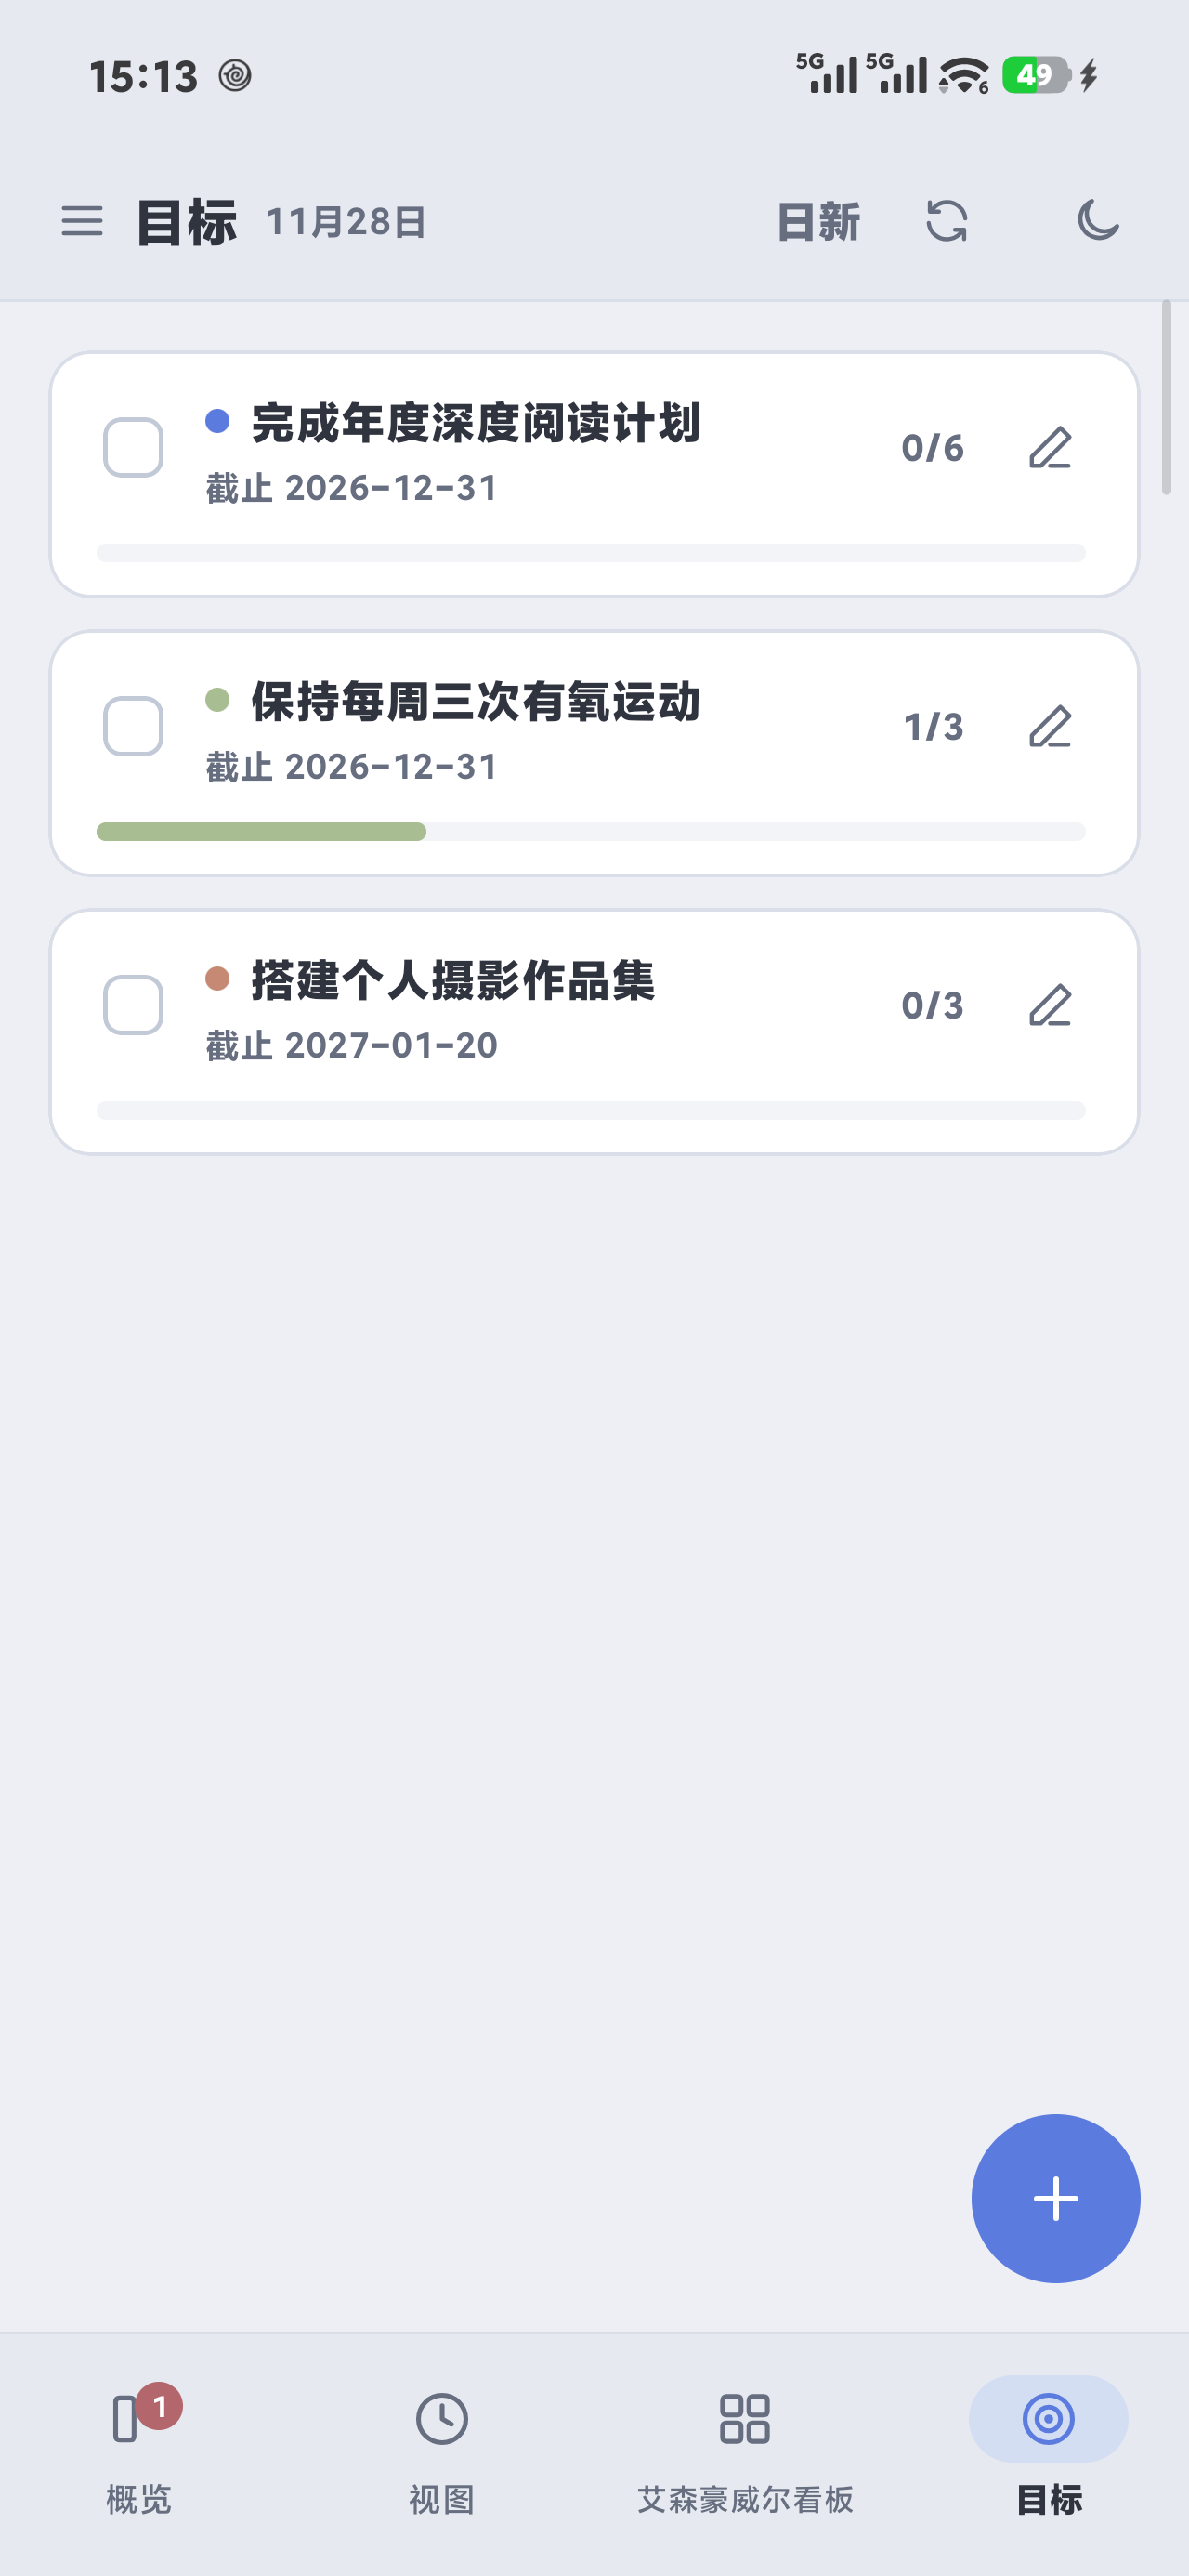 15:13
5G 5G 6 49
目标 11月28日 日新
完成年度深度阅读计划
0/6
截止 2026-12-31
保持每周三次有氧运动
1/3
截止 2026-12-31
搭建个人摄影作品集
0/3
截止 2027-01-20
1
概览 视图 艾森豪威尔看板 目标